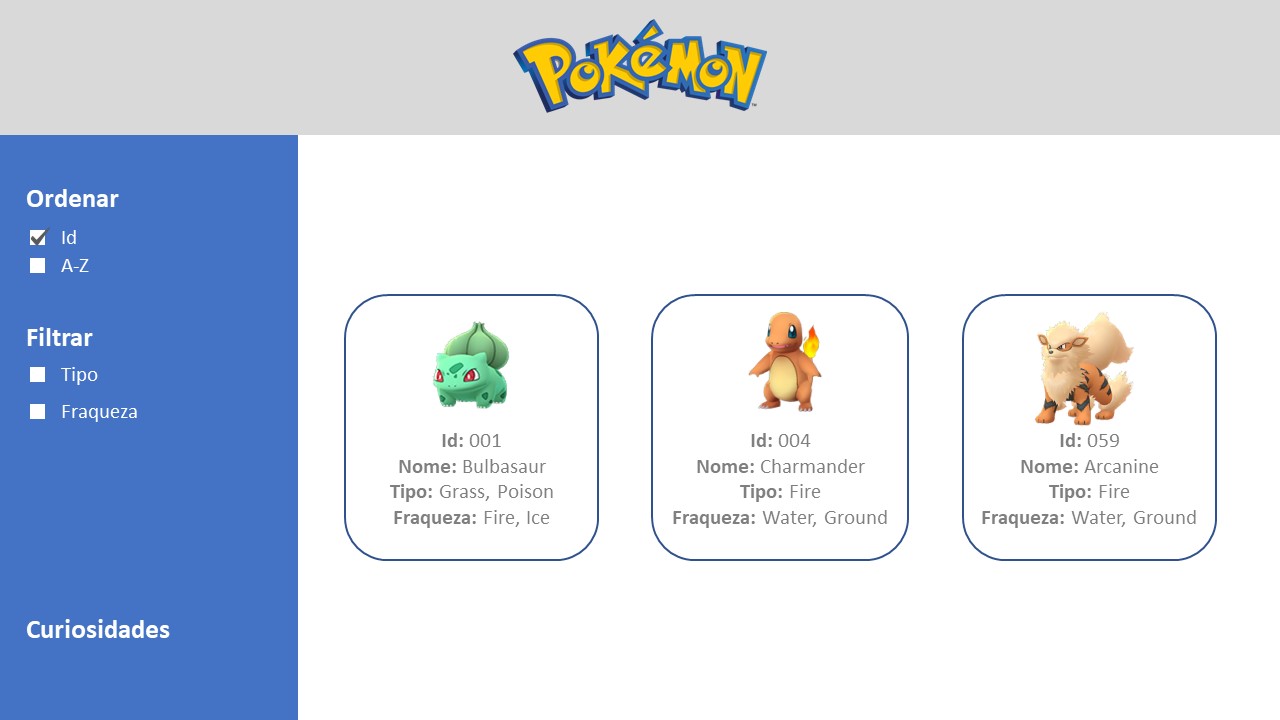 POKéMON
™
Ordenar
Id
A-Z
Filtrar
Tipo
Fraqueza
Curiosidades
Id: 001
Nome: Bulbasaur
Tipo: Grass, Poison
Fraqueza: Fire, Ice
Id: 004
Nome: Charmander
Tipo: Fire
Fraqueza: Water, Ground
Id: 059
Nome: Arcanine
Tipo: Fire
Fraqueza: Water, Ground